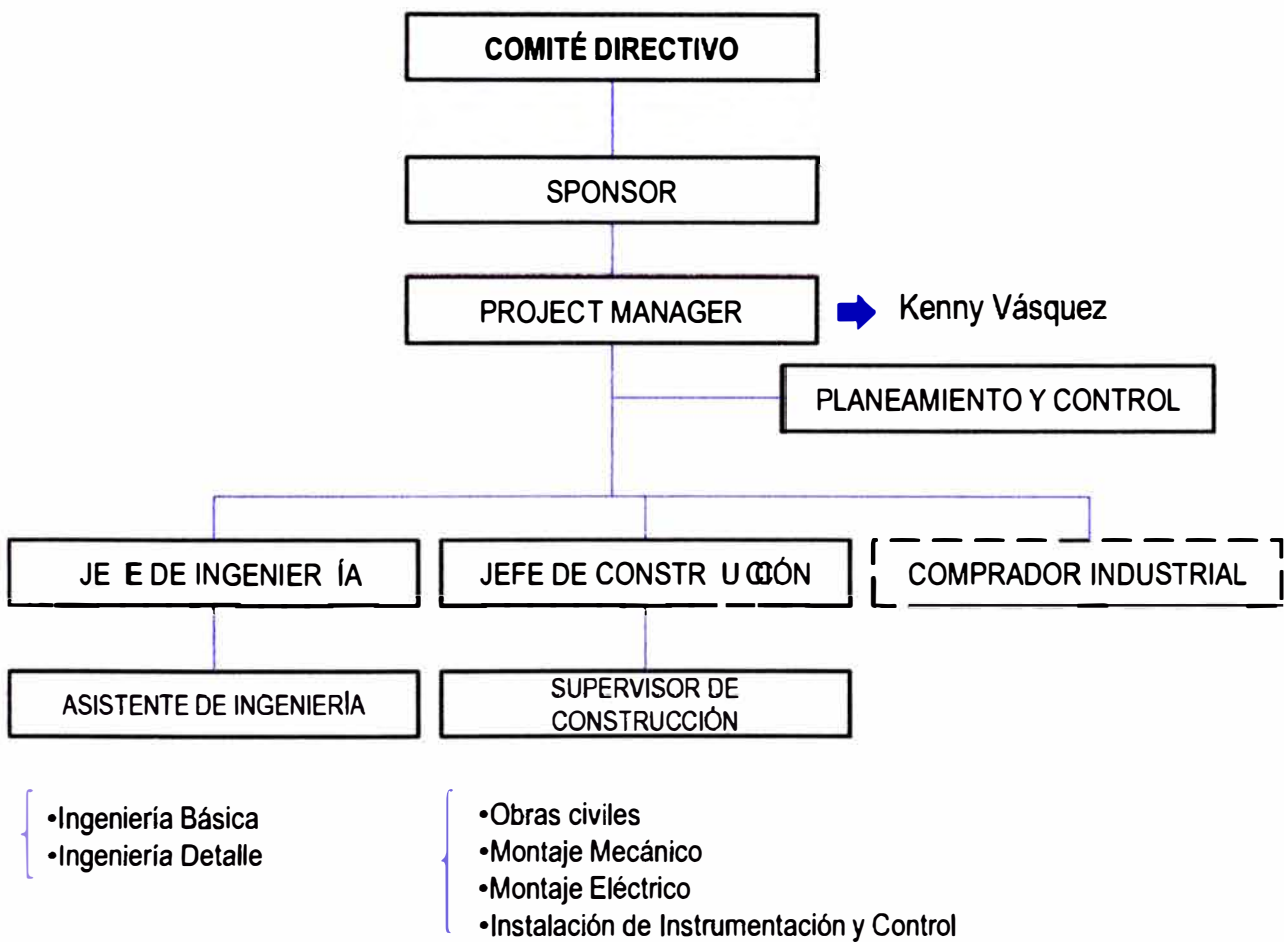 COMITÉ DIRECTIVO
SPONSOR
PROJECT MANAGER
Kenny Vásquez
PLANEAMIENTO Y CONTROL
JE E DE INGENIER ÍA
JEFE DE CONSTR U CCIÓN
COMPRADOR INDUSTRIAL
ASISTENTE DE INGENIERÍA
SUPERVISOR DE
CONSTRUCCIÓN
•Ingeniería Básica
•Ingeniería Detalle
•Obras civiles
•Montaje Mecánico
•Montaje Eléctrico
•Instalación de Instrumentación y Control